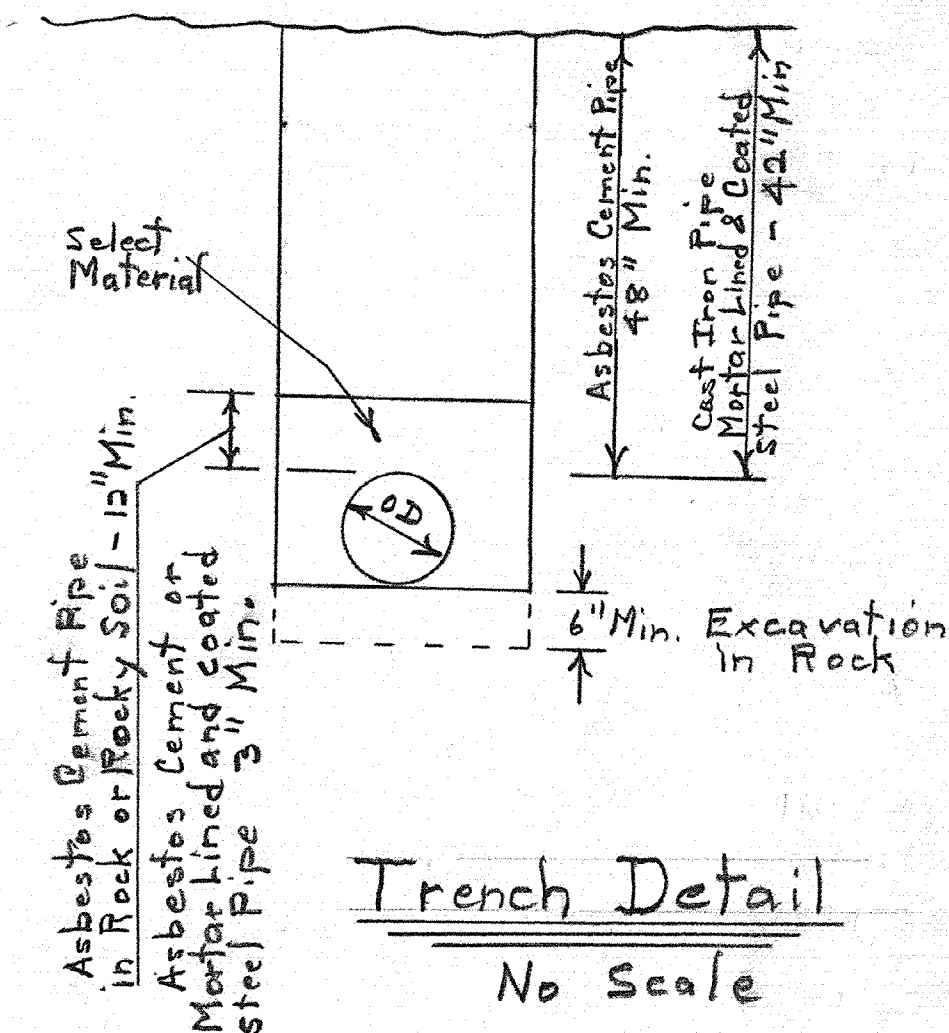 Select
Material
OD
Asbestos Cement Pipe
48" Min.
Cast Iron Pipe
Mortar Lined & Coated
Steel Pipe - 42" Min
6" Min. Excavation
in Rock
Asbestos Cement Pipe
in Rock or Rocky Soil - 12" Min.
Asbestos Cement or
Mortar Lined and coated
steel Pipe 3" Min.
Trench Detail
No Scale